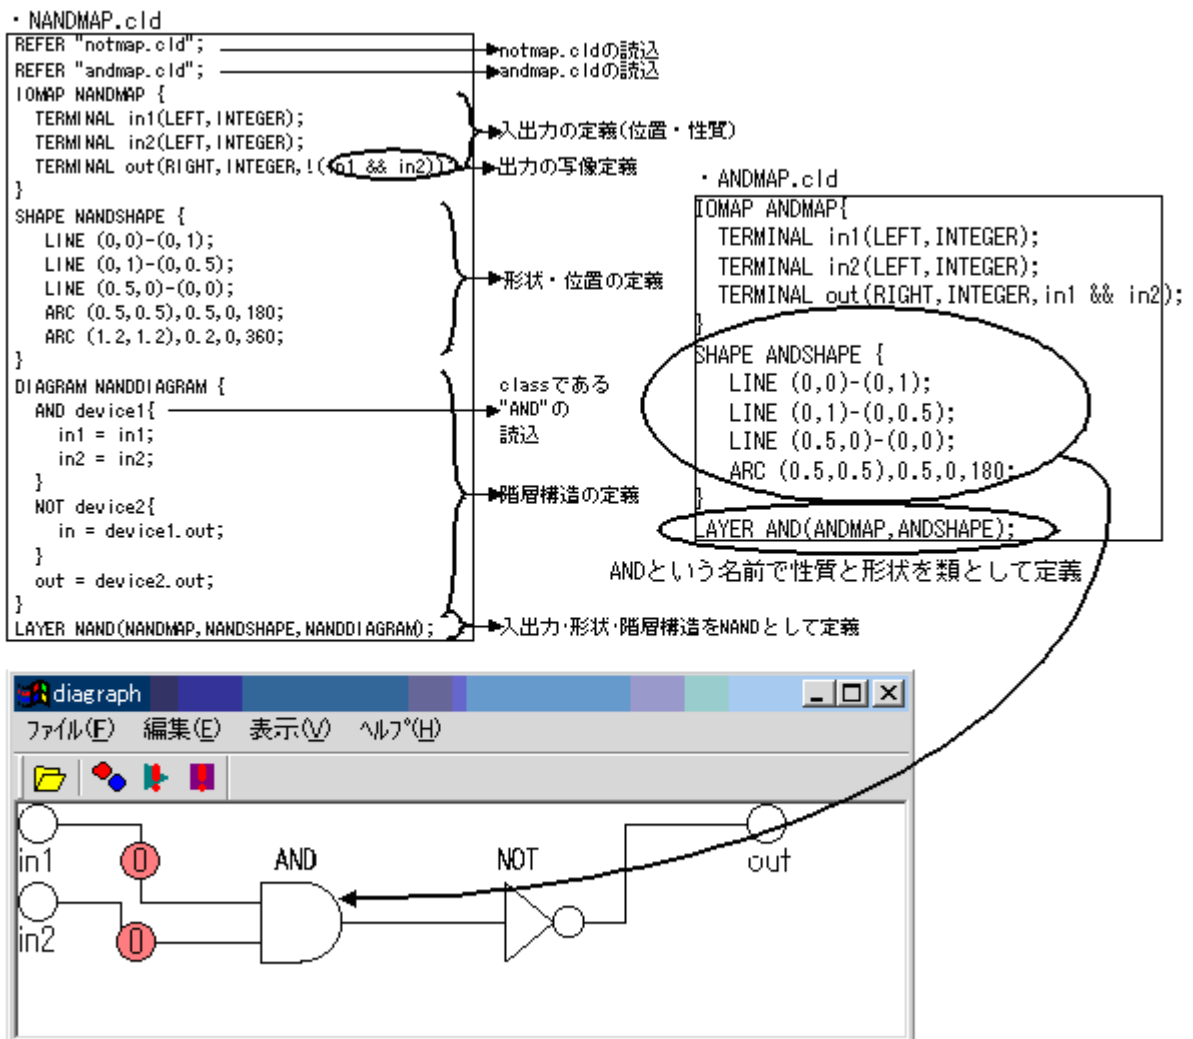 ・NANDMAP.cld
REFER "notmap.cld";
notmap.cldの読込
REFER "andmap.cld";
andmap.cldの読込
IOMAP NANDMAP {
TERMINAL in1(LEFT,INTEGER);
TERMINAL in2(LEFT,INTEGER);
入出力の定義(位置・性質)
TERMINAL out(RIGHT,INTEGER,!(in1 && in2));
出力の写像定義
}
SHAPE NANDSHAPE {
LINE (0,0)-(0,1);
LINE (0,1)-(0,0.5);
LINE (0.5,0)-(0,0);
ARC (0.5,0.5),0.5,0,180;
ARC (1.2,1.2),0.2,0,360;
}
形状・位置の定義
DIAGRAM NANDDIAGRAM {
AND device1{
in1 = in1;
in2 = in2;
}
NOT device2{
in = device1.out;
}
out = device2.out;
}
classである
"AND"の
読込
階層構造の定義
LAYER NAND(NANDMAP,NANDSHAPE,NANDDIAGRAM);
入出力・形状・階層構造をNANDとして定義
・ANDMAP.cld
IOMAP ANDMAP{
TERMINAL in1(LEFT,INTEGER);
TERMINAL in2(LEFT,INTEGER);
TERMINAL out(RIGHT,INTEGER,in1 && in2);
}
SHAPE ANDSHAPE {
LINE (0,0)-(0,1);
LINE (0,1)-(0,0.5);
LINE (0.5,0)-(0,0);
ARC (0.5,0.5),0.5,0,180;
}
LAYER AND(ANDMAP,ANDSHAPE);
ANDという名前で性質と形状を類として定義
diagraph
ファイル(F) 編集(E) 表示(V) ヘルプ(H)
in1
0
AND
NOT
out
in2
0